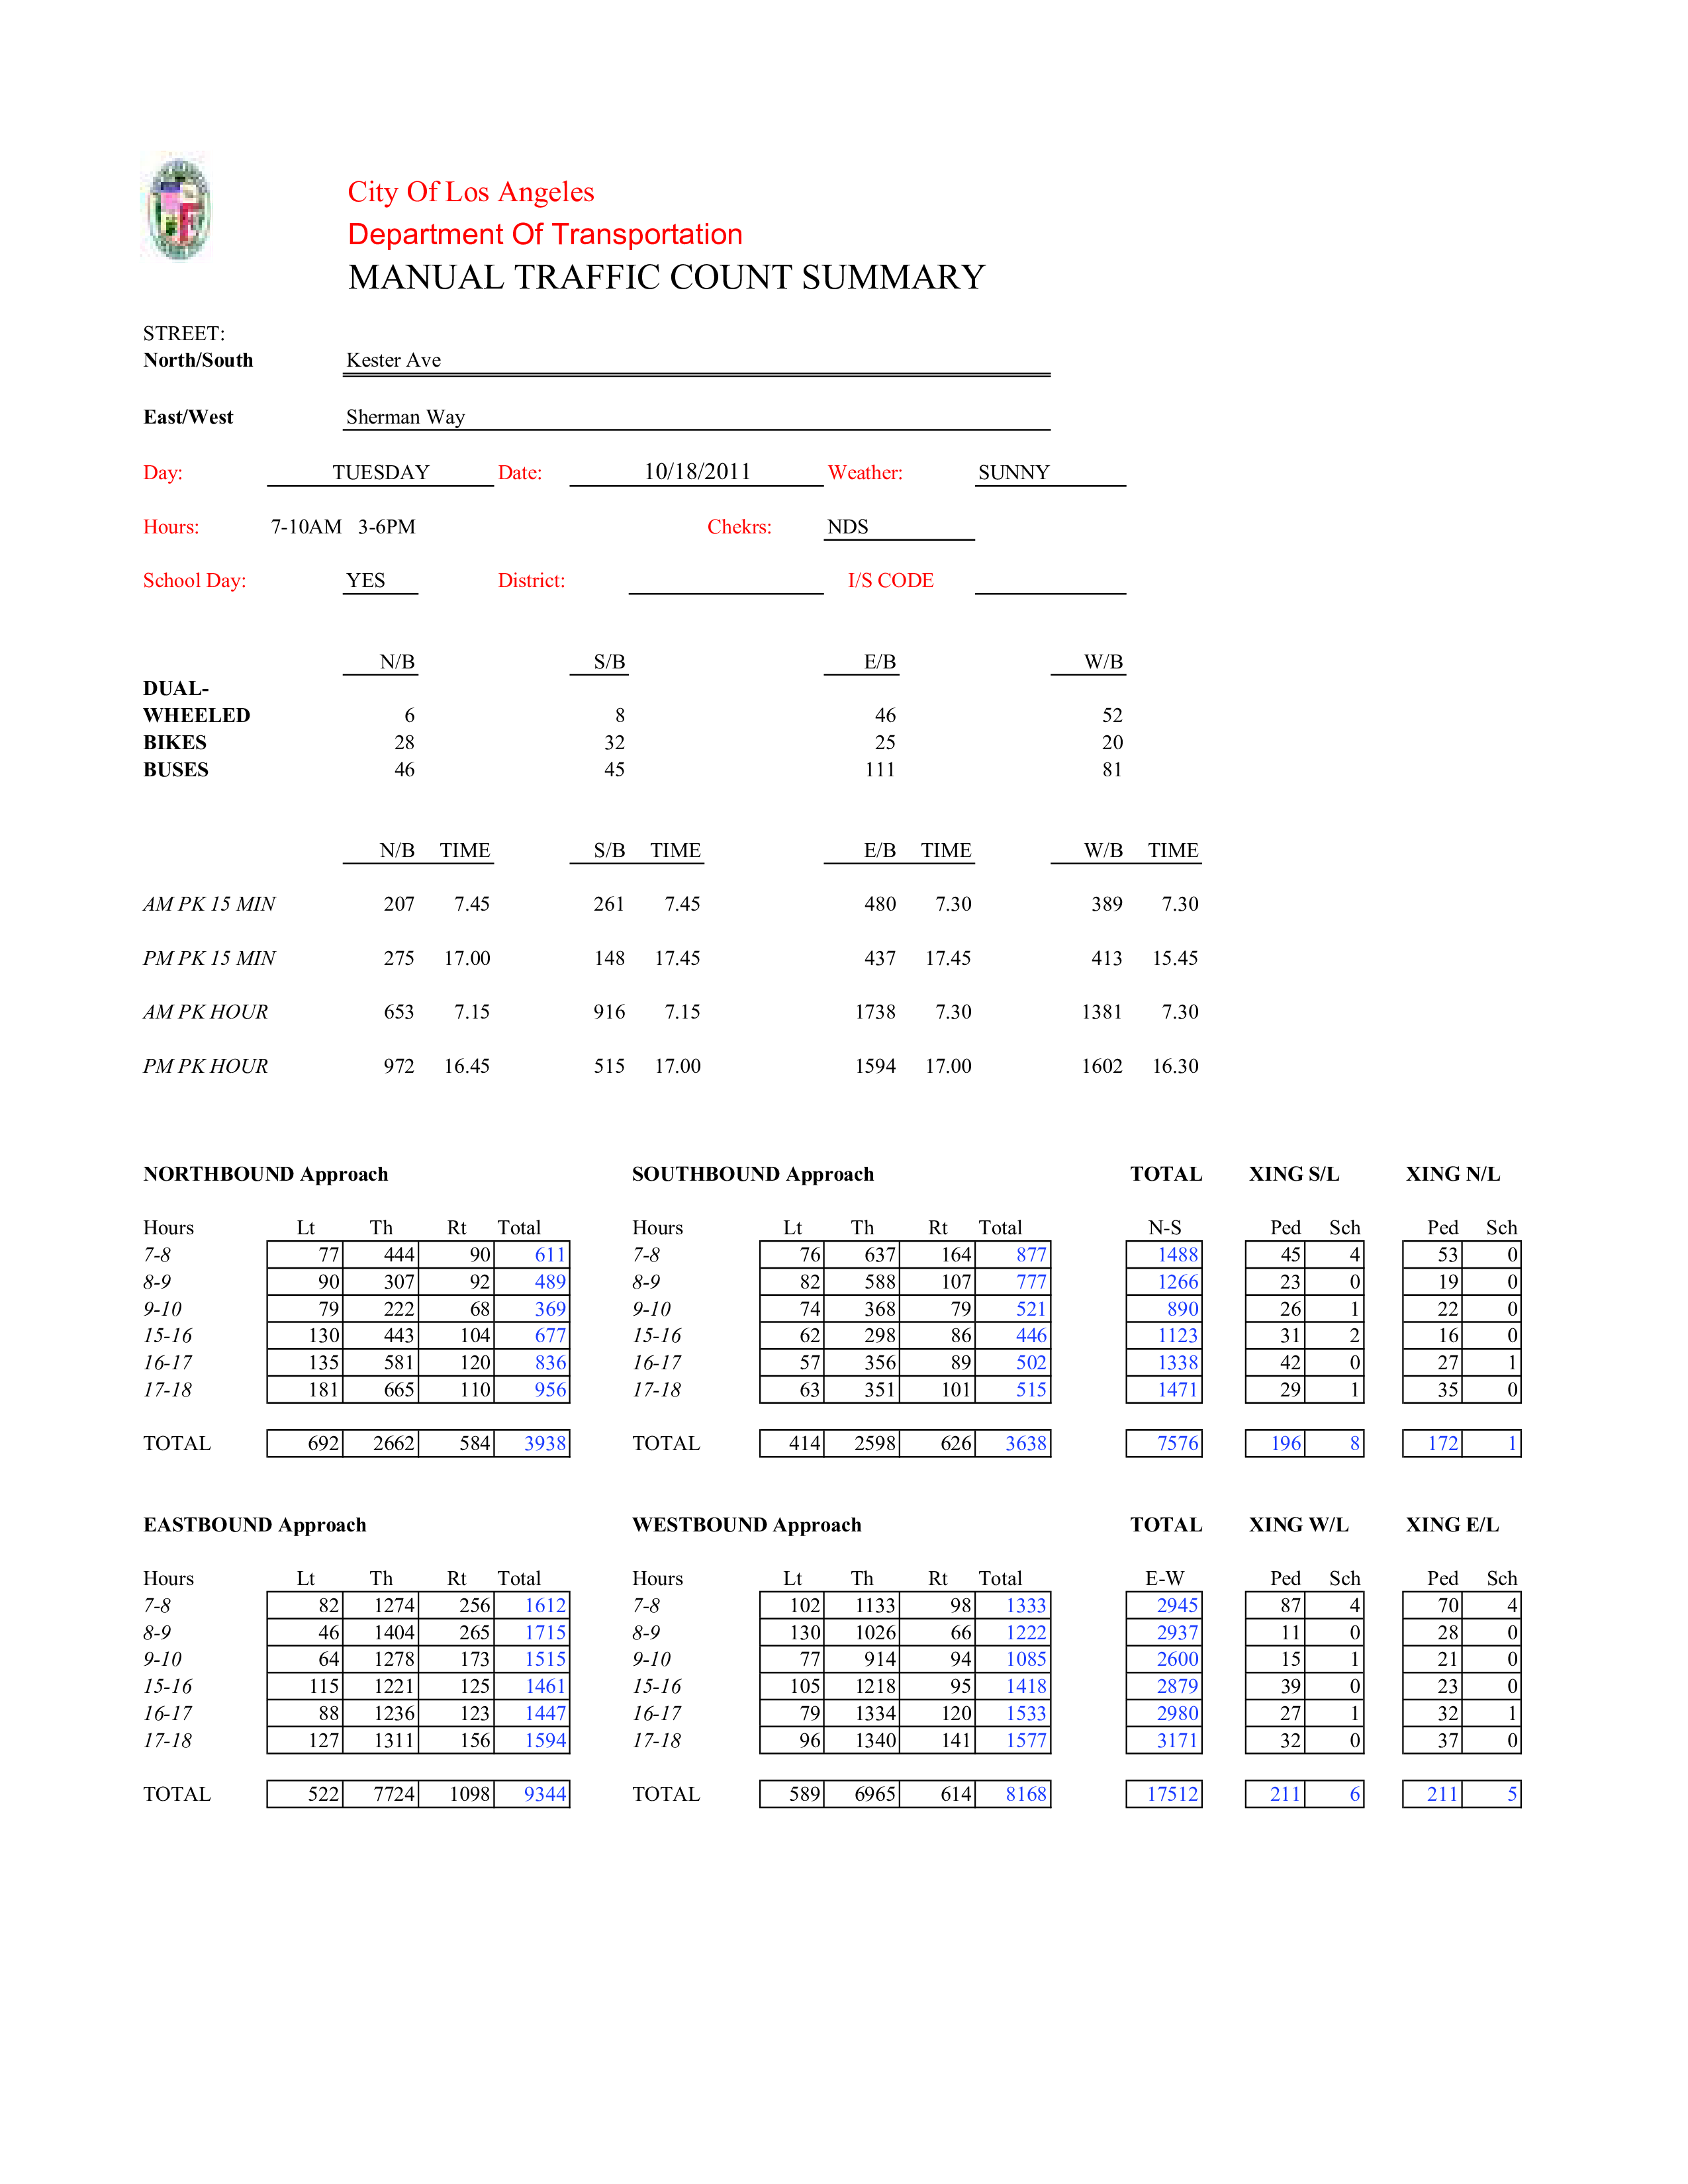 City Of Los Angeles
Department Of Transportation
MANUAL TRAFFIC COUNT SUMMARY
STREET:
North/South Kester Ave
East/West Sherman Way
Day: TUESDAY Date: 10/18/2011 Weather: SUNNY
Hours: 7-10AM 3-6PM Chekrs: NDS
School Day: YES District: I/S CODE
N/B S/B E/B W/B
DUAL-
WHEELED 6 8 46 52
BIKES 28 32 25 20
BUSES 46 45 111 81
N/B TIME S/B TIME E/B TIME W/B TIME
AM PK 15 MIN 207 7.45 261 7.45 480 7.30 389 7.30
PM PK 15 MIN 275 17.00 148 17.45 437 17.45 413 15.45
AM PK HOUR 653 7.15 916 7.15 1738 7.30 1381 7.30
PM PK HOUR 972 16.45 515 17.00 1594 17.00 1602 16.30
NORTHBOUND Approach SOUTHBOUND Approach TOTAL XING S/L XING N/L
Hours Lt Th Rt Total Hours Lt Th Rt Total N-S Ped Sch Ped Sch
7-8 77 444 90 611 7-8 76 637 164 877 1488 45 4 53 0
8-9 90 307 92 489 8-9 82 588 107 777 1266 23 0 19 0
9-10 79 222 68 369 9-10 74 368 79 521 890 26 1 22 0
15-16 130 443 104 677 15-16 62 298 86 446 1123 31 2 16 0
16-17 135 581 120 836 16-17 57 356 89 502 1338 42 0 27 1
17-18 181 665 110 956 17-18 63 351 101 515 1471 29 1 35 0
TOTAL 692 2662 584 3938 TOTAL 414 2598 626 3638 7576 196 8 172 1
EASTBOUND Approach WESTBOUND Approach TOTAL XING W/L XING E/L
Hours Lt Th Rt Total Hours Lt Th Rt Total E-W Ped Sch Ped Sch
7-8 82 1274 256 1612 7-8 102 1133 98 1333 2945 87 4 70 4
8-9 46 1404 265 1715 8-9 130 1026 66 1222 2937 11 0 28 0
9-10 64 1278 173 1515 9-10 77 914 94 1085 2600 15 1 21 0
15-16 115 1221 125 1461 15-16 105 1218 95 1418 2879 39 0 23 0
16-17 88 1236 123 1447 16-17 79 1334 120 1533 2980 27 1 32 1
17-18 127 1311 156 1594 17-18 96 1340 141 1577 3171 32 0 37 0
TOTAL 522 7724 1098 9344 TOTAL 589 6965 614 8168 17512 211 6 211 5